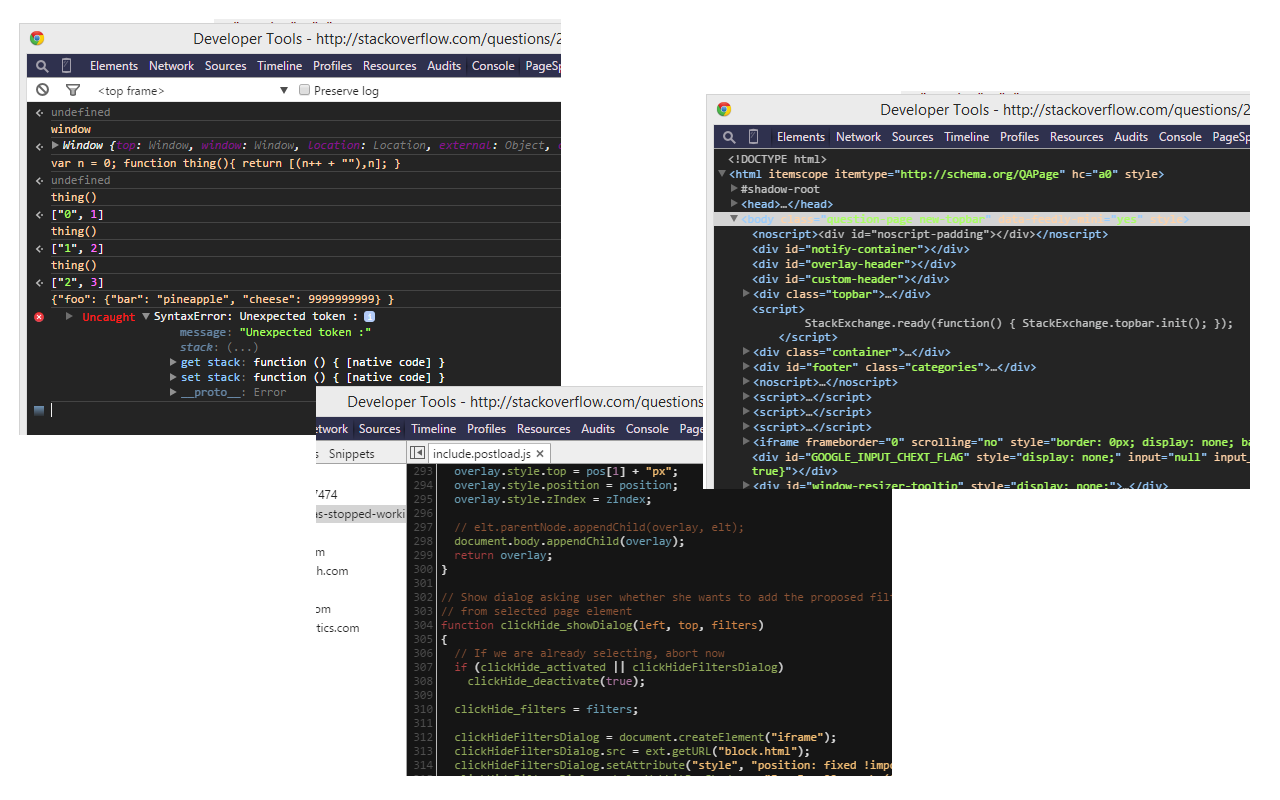 Developer Tools - http://stackoverflow.com/questions/2
Elements Network Sources Timeline Profiles Resources Audits Console PageSp
<top frame> ▼ Preserve log
undefined
window
Window {top: Window, window: Window, location: Location, external: Object,
var n = 0; function thing(){ return [(n++ + ""),n]; }
undefined
thing()
["0", 1]
thing()
["1", 2]
thing()
["2", 3]
{"foo": {"bar": "pineapple", "cheese": 9999999999} }
Uncaught ▼ SyntaxError: Unexpected token :
message: "Unexpected token :"
stack: (...)
get stack: function () { [native code] }
set stack: function () { [native code] }
__proto__: Error
Developer Tools - http://stackoverflow.com/questions/2
Elements Network Sources Timeline Profiles Resources Audits Console PageSp
<!DOCTYPE html>
<html itemscope itemtype="http://schema.org/QAPage" hc="a0" style>
#shadow-root
<head>…</head>
<body
<noscript><div id="noscript-padding"></div></noscript>
<div id="notify-container"></div>
<div id="overlay-header"></div>
<div id="custom-header"></div>
<div class="topbar">…</div>
<script>
StackExchange.ready(function() { StackExchange.topbar.init(); });
</script>
<div class="container">…</div>
<div id="footer" class="categories">…</div>
<noscript>…</noscript>
<script>…</script>
<script>…</script>
<script>…</script>
<iframe frameborder="0" scrolling="no" style="border: 0px; display: none; ba
<div id="GOOGLE_INPUT_CHEXT_FLAG" style="display: none;" input="null" input_
true}"></div>
<div id="window-resizer-tooltip" style="display: none;">…</div>
Developer Tools - http://stackoverflow.com/questions
etwork Sources Timeline Profiles Resources Audits Console Page
s Snippets
include.postload.js ×
7474
as-stopped-worki
m
h.com
om
tics.com
293 overlay.style.top = pos[1] + "px";
294 overlay.style.position = position;
295 overlay.style.zIndex = zIndex;
296
297 // elt.parentNode.appendChild(overlay, elt);
298 document.body.appendChild(overlay);
299 return overlay;
300 }
301
302 // Show dialog asking user whether she wants to add the proposed fil
303 // from selected page element
304 function clickHide_showDialog(left, top, filters)
305 {
306 // If we are already selecting, abort now
307 if (clickHide_activated || clickHideFiltersDialog)
308 clickHide_deactivate(true);
309
310 clickHide_filters = filters;
311
312 clickHideFiltersDialog = document.createElement("iframe");
313 clickHideFiltersDialog.src = ext.getURL("block.html");
314 clickHideFiltersDialog.setAttribute("style", "position: fixed !impo